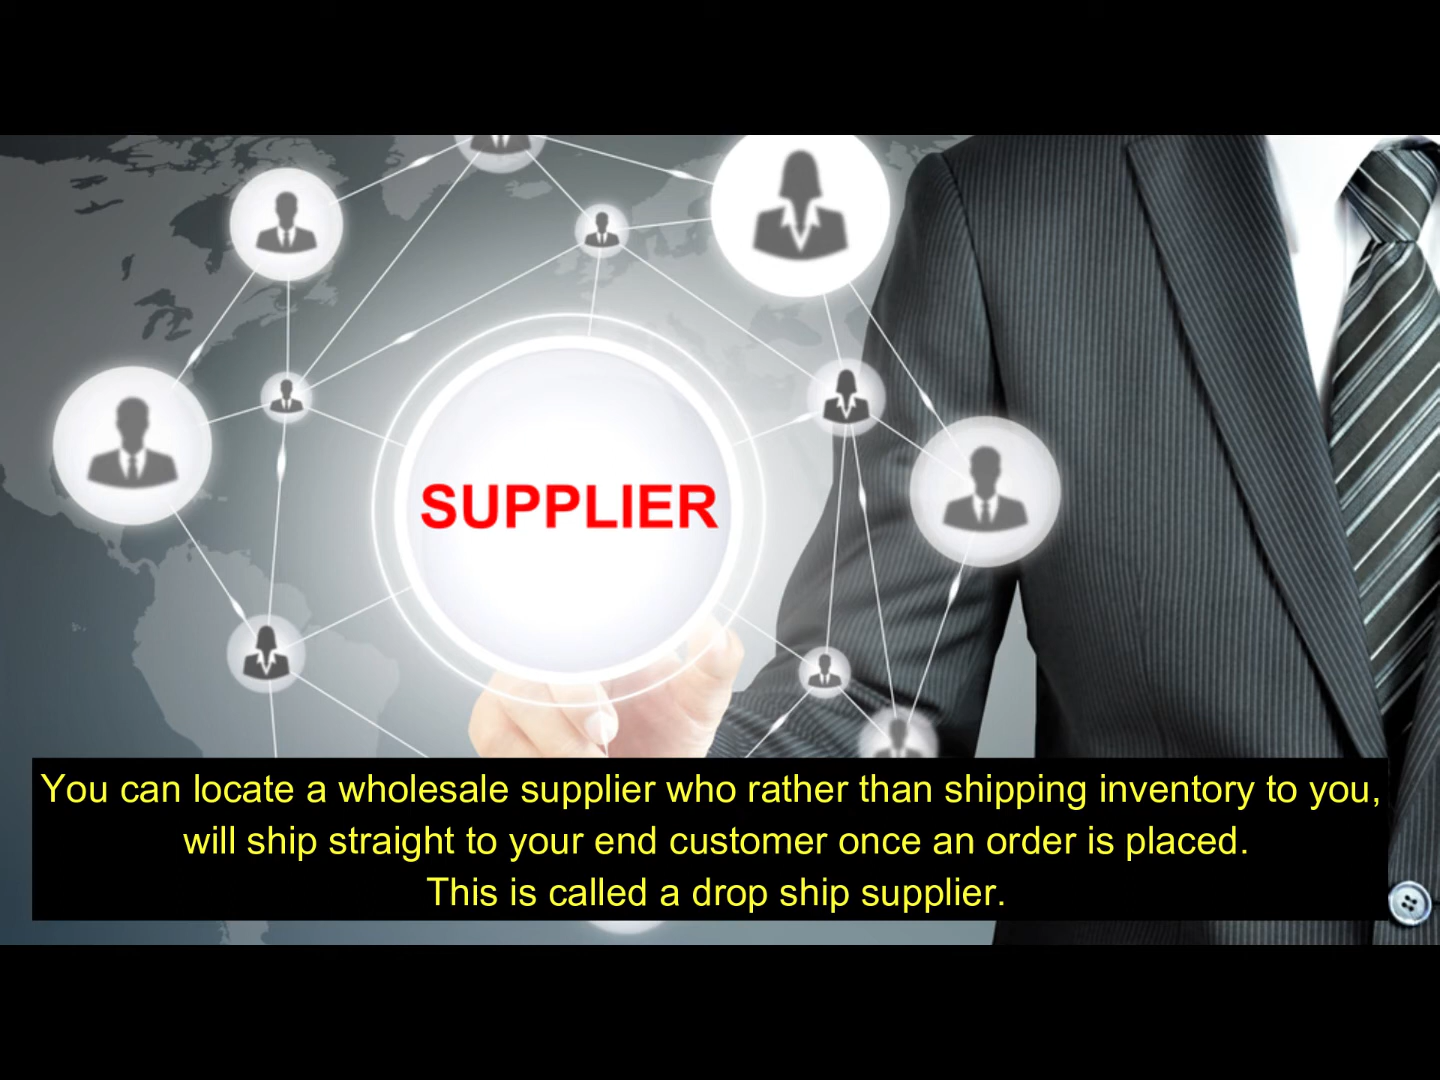 SUPPLIER
You can locate a wholesale supplier who rather than shipping inventory to you,
will ship straight to your end customer once an order is placed.
This is called a drop ship supplier.